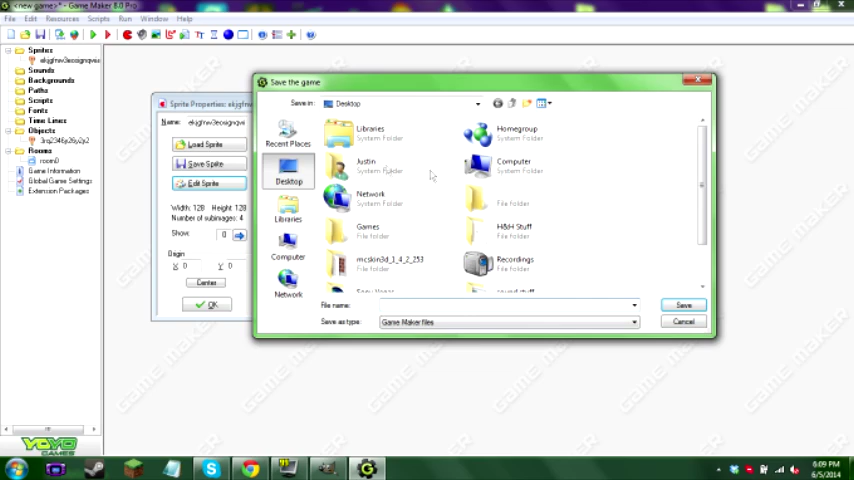 <new game>* - Game Maker 8.0 Pro
File Edit Resources Scripts Run Window Help
Sprites
Sounds
Backgrounds
Paths
Scripts
Fonts
Time Lines
Objects
3rq2346y26y2y2
Rooms
room0
Game Information
Global Game Settings
Extension Packages
YOYO
GAMES
Sprite Properties:
Name:
Load Sprite
Save Sprite
Edit Sprite
Width: 128 Height: 128
Number of subimages: 4
Show: 0
Origin
X 0 Y 0
Center
OK
Save the game
Save in: Desktop
Recent Places
Desktop
Libraries
Computer
Network
Libraries
System Folder
Homegroup
System Folder
Justin
System Folder
Computer
System Folder
Network
System Folder
File folder
Games
File folder
H&H Stuff
File folder
mcskin3d_1_4_2_253
File folder
Recordings
File folder
File name:
Save
Save as type: Game Maker files
Cancel
GAME MAKER
8:09 PM
6/5/2014